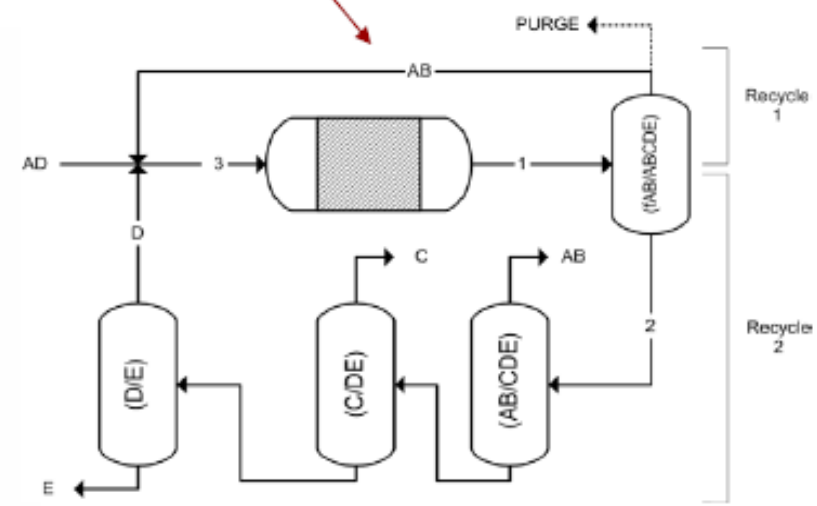 PURGE
AB
Recycle
1
AD
3
1
(fAB/ABCDE)
D
C
AB
2
Recycle
2
(D/E)
(C/DE)
(AB/CDE)
E